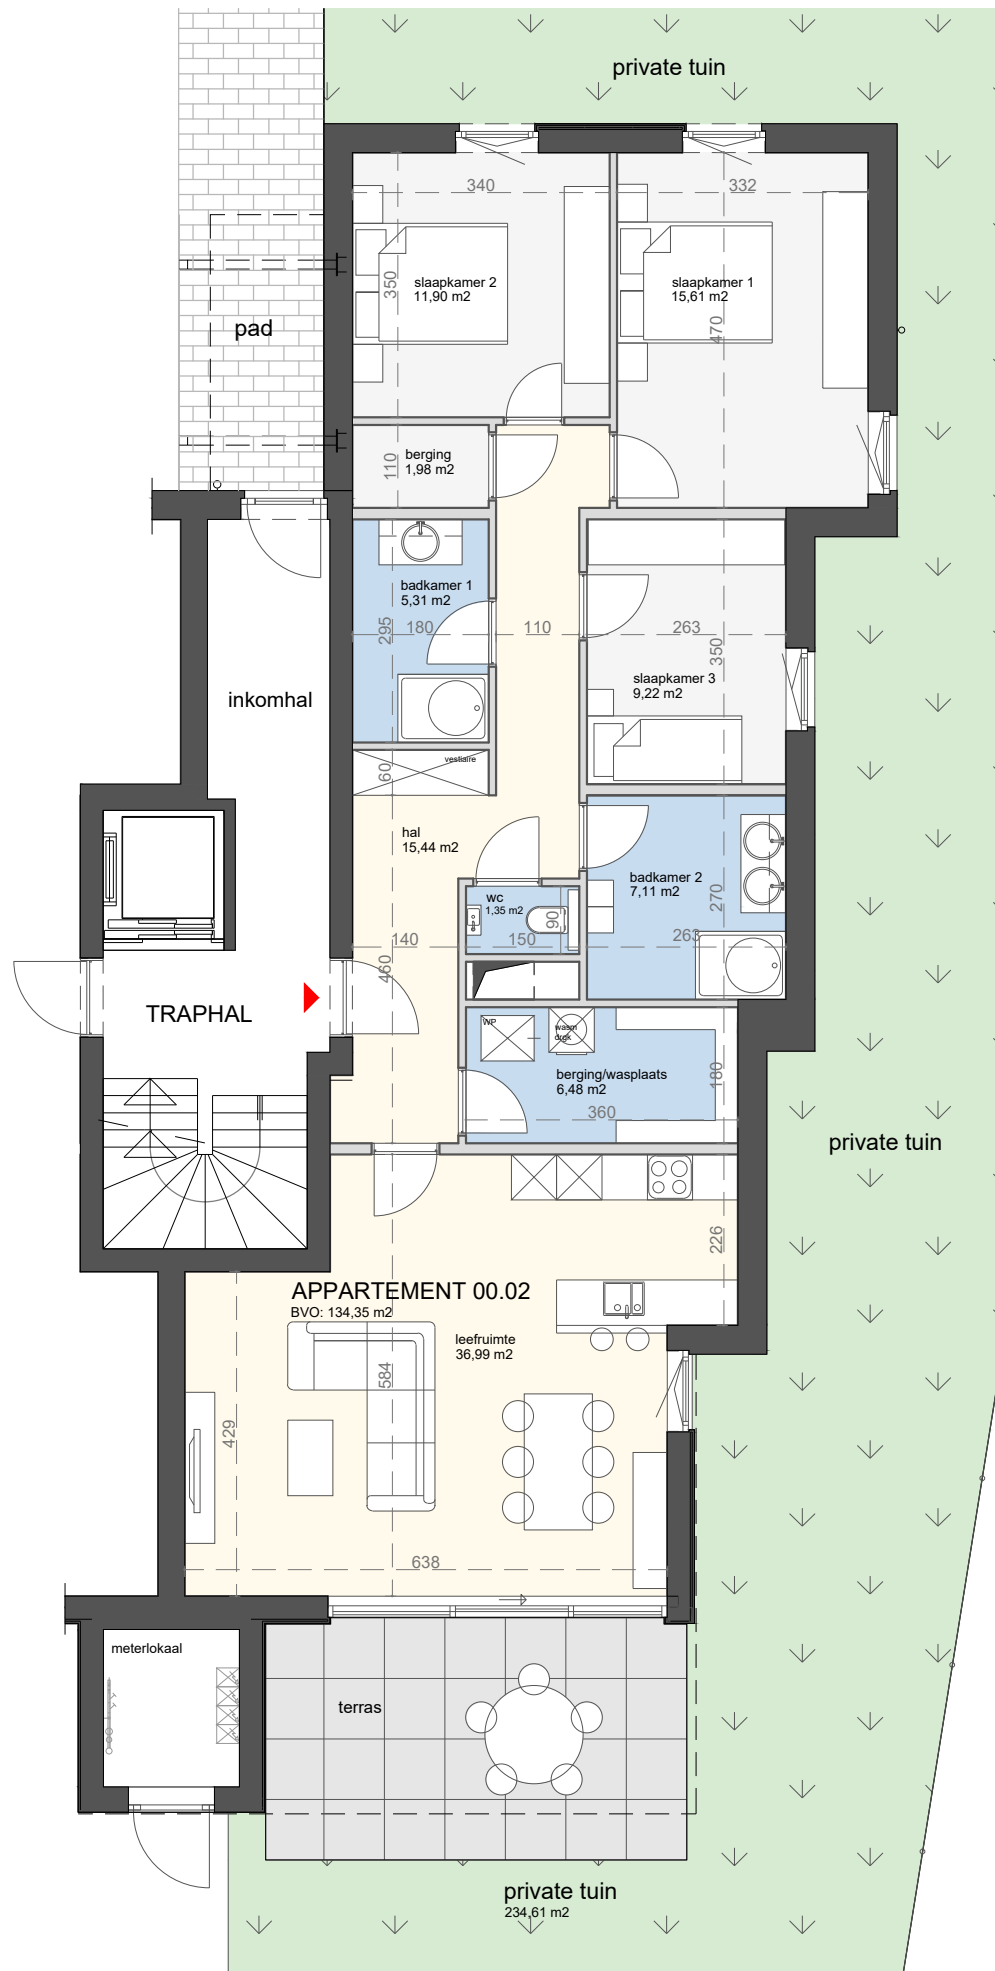 private tuin
340
332
slaapkamer 2
11,90 m2
350
slaapkamer 1
15,61 m2
470
pad
berging
1,98 m2
110
badkamer 1
5,31 m2
295
180
110
263
350
slaapkamer 3
9,22 m2
inkomhal
vestiaire
60
hal
15,44 m2
badkamer 2
7,11 m2
270
wc
1,35 m2
90
140
150
263
460
TRAPHAL
WP
wasm
drgk
berging/wasplaats
6,48 m2
180
360
private tuin
226
APPARTEMENT 00.02
BVO: 134,35 m2
leefruimte
36,99 m2
584
429
638
meterlokaal
terras
private tuin
234,61 m2